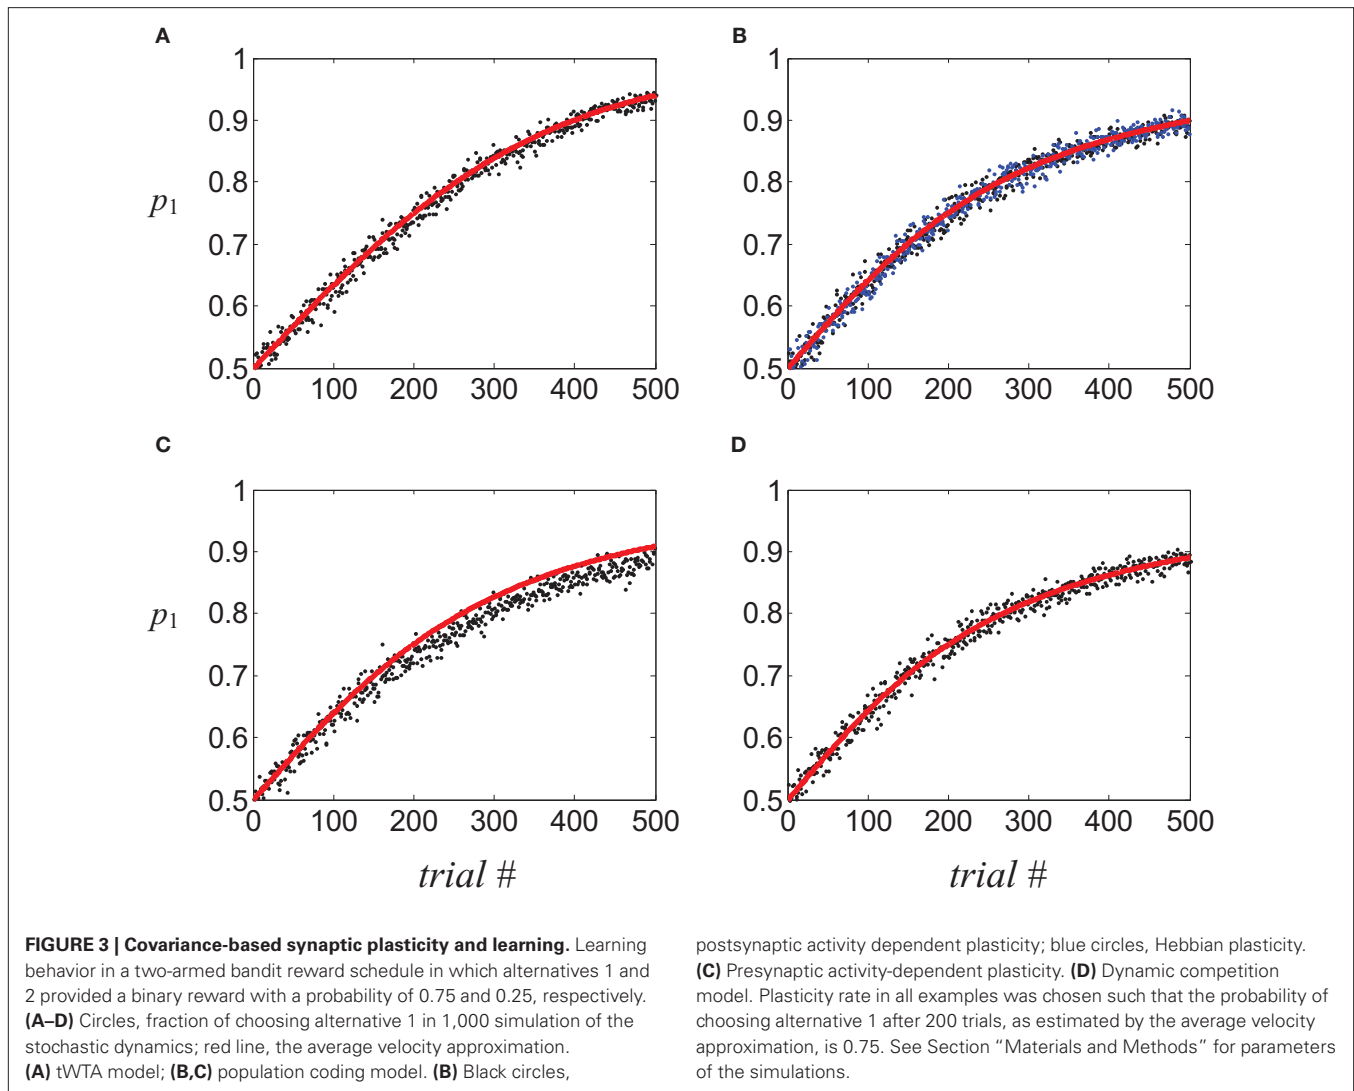 A
1
0.9
0.8
p1
0.7
0.6
0.5
0 100 200 300 400 500
B
1
0.9
0.8
0.7
0.6
0.5
0 100 200 300 400 500
C
1
0.9
0.8
p1
0.7
0.6
0.5
0 100 200 300 400 500
trial #
D
1
0.9
0.8
0.7
0.6
0.5
0 100 200 300 400 500
trial #
FIGURE 3 | Covariance-based synaptic plasticity and learning. Learning
behavior in a two-armed bandit reward schedule in which alternatives 1 and
2 provided a binary reward with a probability of 0.75 and 0.25, respectively.
(A–D) Circles, fraction of choosing alternative 1 in 1,000 simulation of the
stochastic dynamics; red line, the average velocity approximation.
(A) tWTA model; (B,C) population coding model. (B) Black circles,
postsynaptic activity dependent plasticity; blue circles, Hebbian plasticity.
(C) Presynaptic activity-dependent plasticity. (D) Dynamic competition
model. Plasticity rate in all examples was chosen such that the probability of
choosing alternative 1 after 200 trials, as estimated by the average velocity
approximation, is 0.75. See Section “Materials and Methods” for parameters
of the simulations.